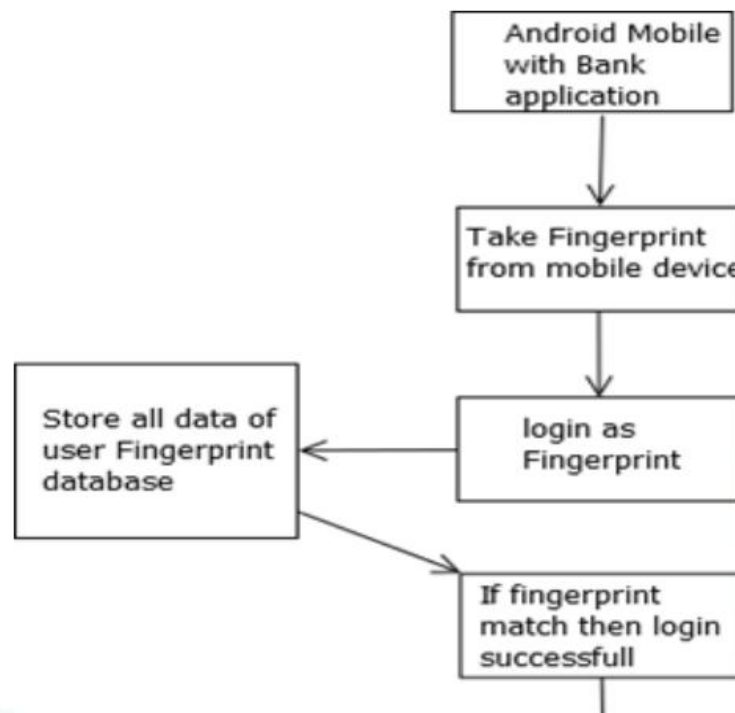 Android Mobile
with Bank
application
Take Fingerprint
from mobile device
login as
Fingerprint
Store all data of
user Fingerprint
database
If fingerprint
match then login
successfull